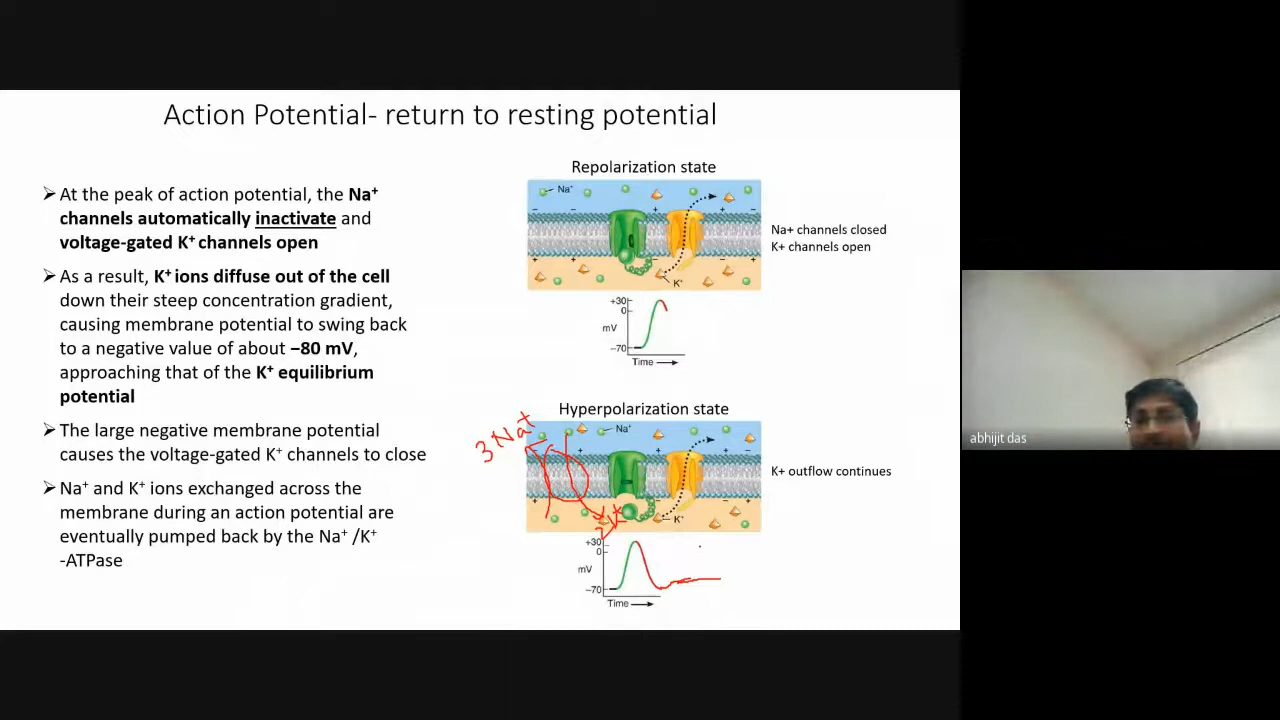 Action Potential- return to resting potential
➢ At the peak of action potential, the Na⁺
channels automatically inactivate and
voltage-gated K⁺ channels open
➢ As a result, K⁺ ions diffuse out of the cell
down their steep concentration gradient,
causing membrane potential to swing back
to a negative value of about −80 mV,
approaching that of the K⁺ equilibrium
potential
➢ The large negative membrane potential
causes the voltage-gated K⁺ channels to close
➢ Na⁺ and K⁺ ions exchanged across the
membrane during an action potential are
eventually pumped back by the Na⁺ /K⁺
-ATPase
Repolarization state
Na⁺
K⁺
Na+ channels closed
K+ channels open
+30
0
mV
−70
Time
Hyperpolarization state
3Na+
Na⁺
2K+
K⁺
K+ outflow continues
+30
0
mV
−70
Time
abhijit das